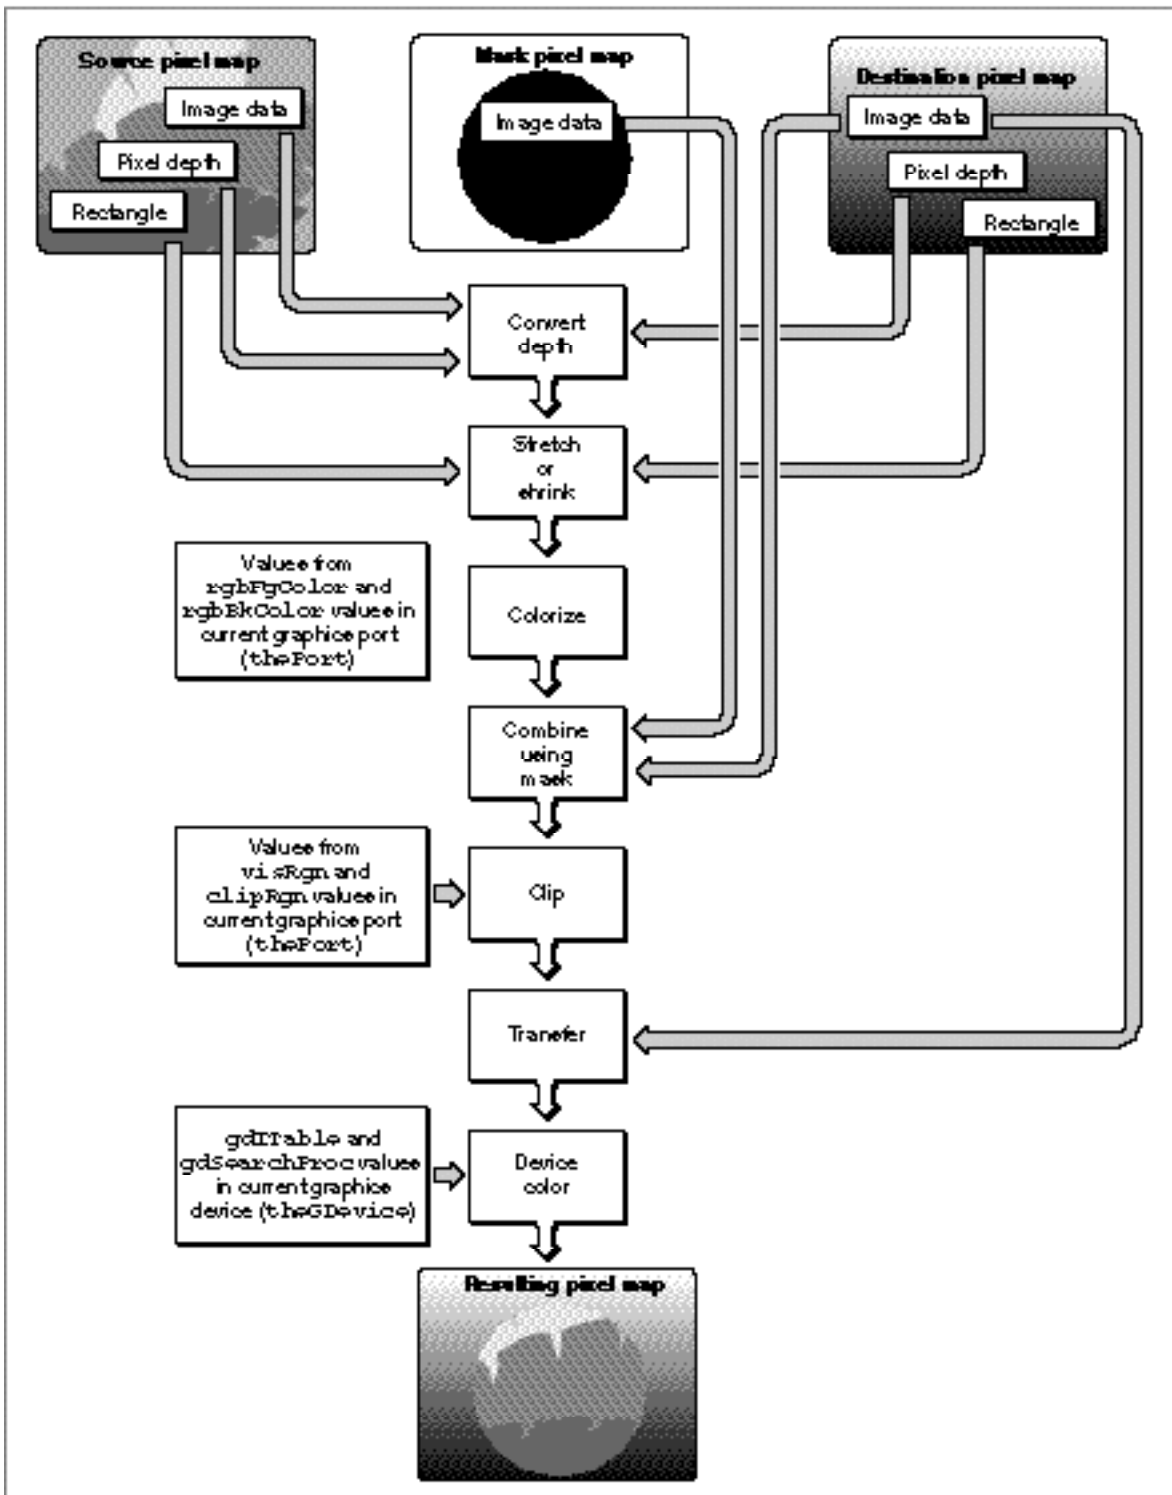 Source pixel map
Image data
Pixel depth
Rectangle
Mask pixel map
Image data
Destination pixel map
Image data
Pixel depth
Rectangle
Convert
depth
Stretch
or
shrink
Values from
rgbFgColor and
rgbBkColor values in
current graphics port
(thePort)
Colorize
Combine
using
mask
Values from
visRgn and
clipRgn values in
current graphics port
(thePort)
Clip
Transfer
gdITable and
gdSearchProc values
in current graphics
device (theGDevice)
Device
color
Resulting pixel map